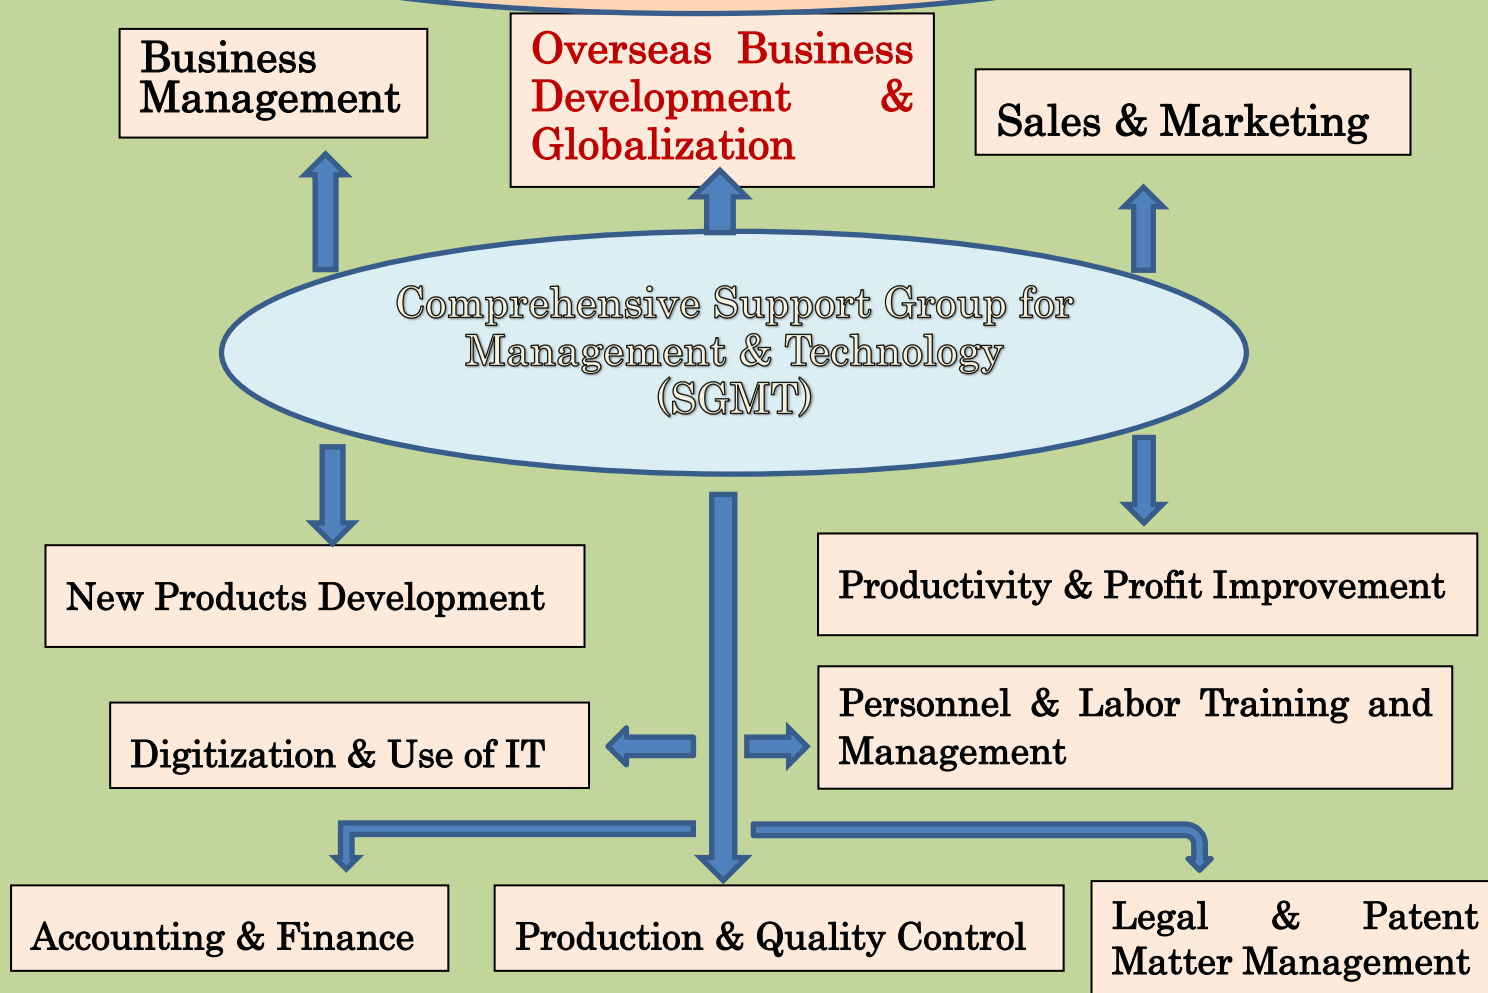 Business
Management
Overseas Business
Development &
Globalization
Sales & Marketing
Comprehensive Support Group for
Management & Technology
(SGMT)
New Products Development
Productivity & Profit Improvement
Personnel & Labor Training and
Management
Digitization & Use of IT
Accounting & Finance
Production & Quality Control
Legal & Patent
Matter Management